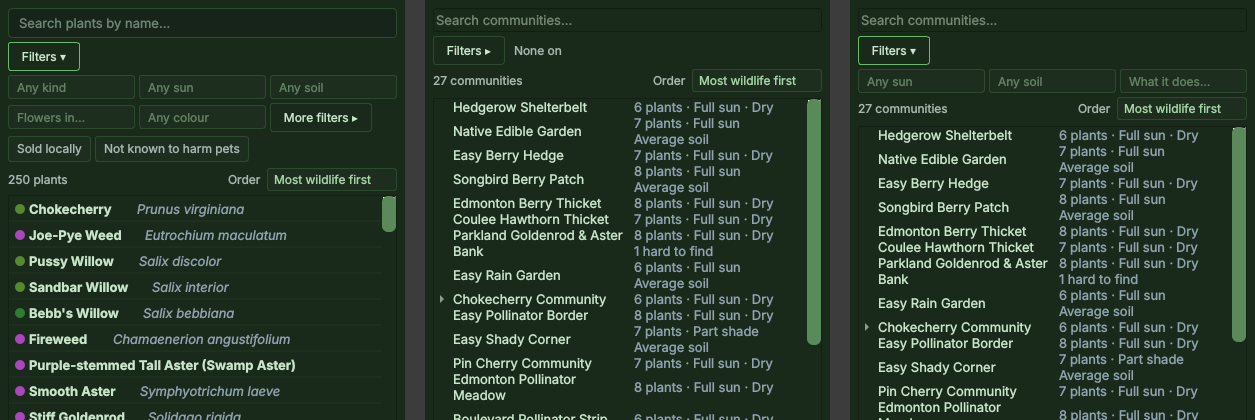 Search plants by name...
Filters ▾
Any kind
Any sun
Any soil
Flowers in...
Any colour
More filters ▸
Sold locally
Not known to harm pets
250 plants
Order
Most wildlife first
Chokecherry Prunus virginiana
Joe-Pye Weed Eutrochium maculatum
Pussy Willow Salix discolor
Sandbar Willow Salix interior
Bebb's Willow Salix bebbiana
Fireweed Chamaenerion angustifolium
Purple-stemmed Tall Aster (Swamp Aster)
Smooth Aster Symphyotrichum laeve
Stiff Goldenrod Solidago rigida
Search communities...
Filters ▸
None on
27 communities
Order
Most wildlife first
Hedgerow Shelterbelt 6 plants · Full sun · Dry
Native Edible Garden 7 plants · Full sun
Average soil
Easy Berry Hedge 7 plants · Full sun · Dry
Songbird Berry Patch 8 plants · Full sun
Average soil
Edmonton Berry Thicket 8 plants · Full sun · Dry
Coulee Hawthorn Thicket 7 plants · Full sun · Dry
Parkland Goldenrod & Aster 8 plants · Full sun · Dry
Bank 1 hard to find
Easy Rain Garden 6 plants · Full sun
Average soil
Chokecherry Community 6 plants · Full sun · Dry
Easy Pollinator Border 8 plants · Full sun · Dry
Easy Shady Corner 7 plants · Part shade
Average soil
Pin Cherry Community 7 plants · Full sun · Dry
Edmonton Pollinator
Meadow 8 plants · Full sun · Dry
Boulevard Pollinator Strip 6 plants · Full sun · Dry
Search communities...
Filters ▾
Any sun
Any soil
What it does...
27 communities
Order
Most wildlife first
Hedgerow Shelterbelt 6 plants · Full sun · Dry
Native Edible Garden 7 plants · Full sun
Average soil
Easy Berry Hedge 7 plants · Full sun · Dry
Songbird Berry Patch 8 plants · Full sun
Average soil
Edmonton Berry Thicket 8 plants · Full sun · Dry
Coulee Hawthorn Thicket 7 plants · Full sun · Dry
Parkland Goldenrod & Aster 8 plants · Full sun · Dry
Bank 1 hard to find
Easy Rain Garden 6 plants · Full sun
Average soil
Chokecherry Community 6 plants · Full sun · Dry
Easy Pollinator Border 8 plants · Full sun · Dry
Easy Shady Corner 7 plants · Part shade
Average soil
Pin Cherry Community 7 plants · Full sun · Dry
Edmonton Pollinator
8 plants · Full sun · Dry